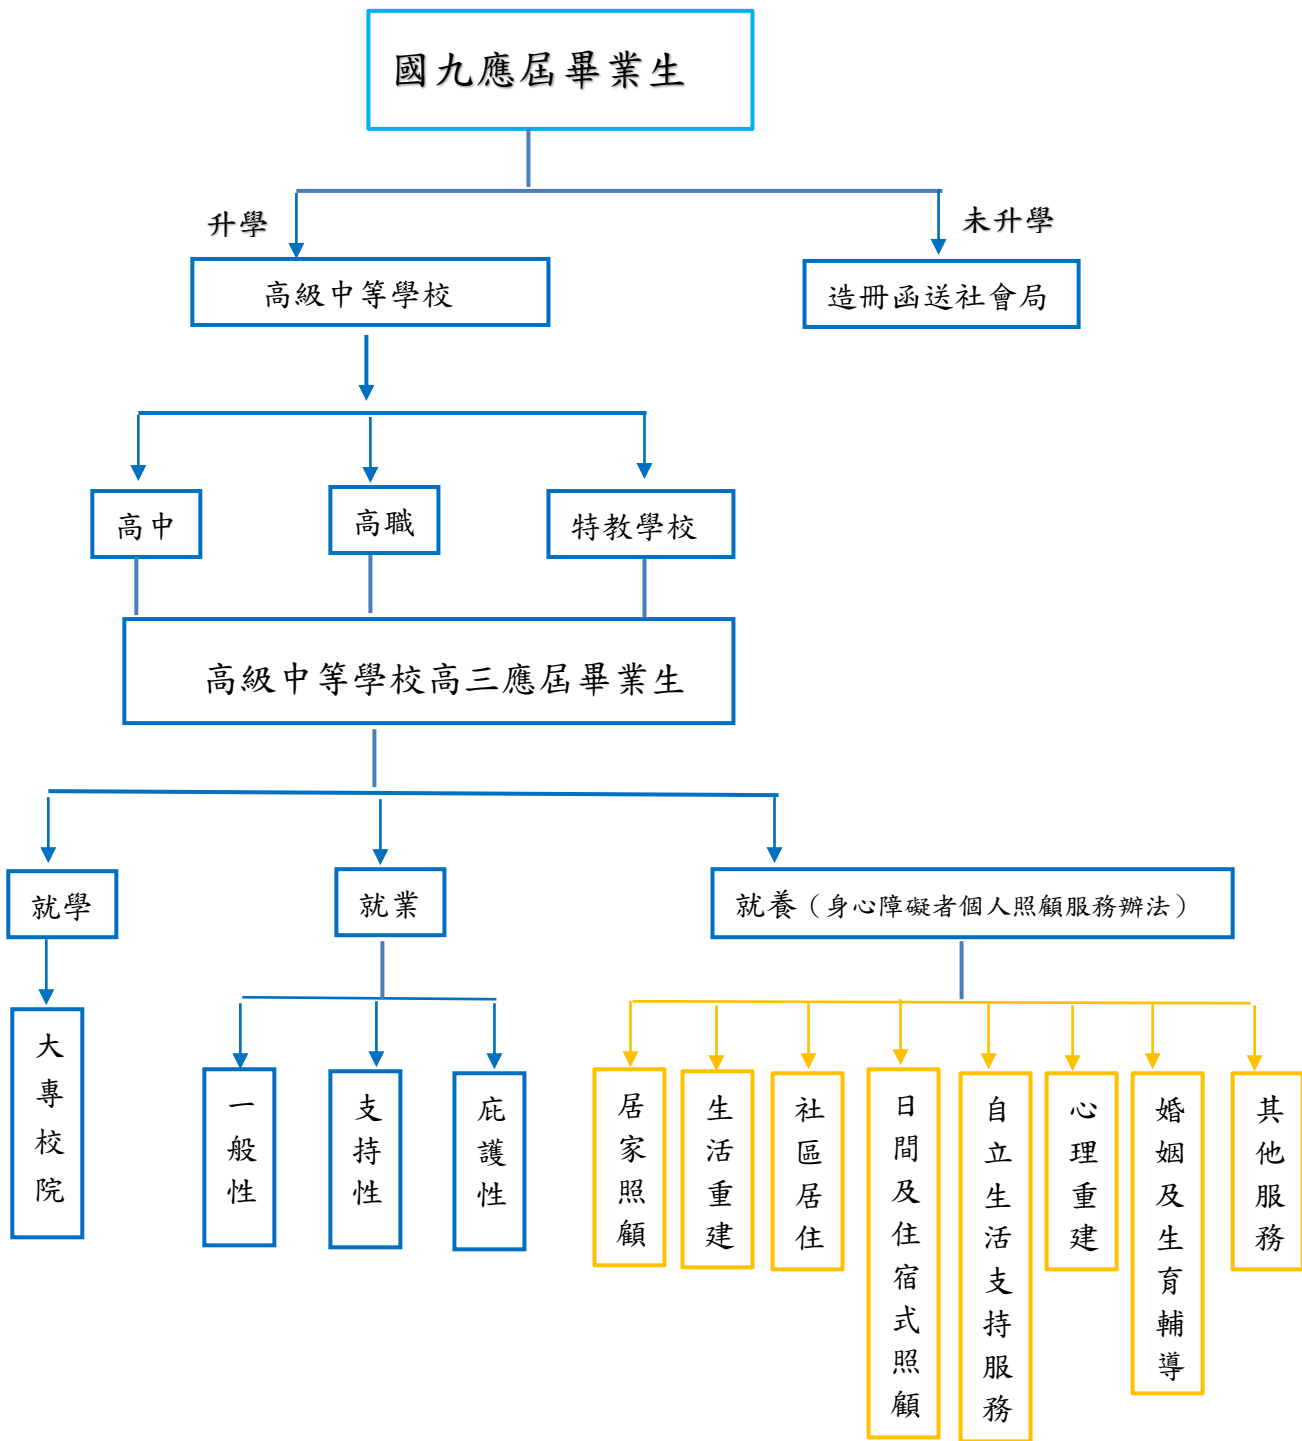 國九應屆畢業生
升學
未升學
高級中等學校
造冊函送社會局
高中
高職
特教學校
高級中等學校高三應屆畢業生
就學
就業
就養（身心障礙者個人照顧服務辦法）
大專校院
一般性
支持性
庇護性
居家照顧
生活重建
社區居住
日間及住宿式照顧
自立生活支持服務
心理重建
婚姻及生育輔導
其他服務